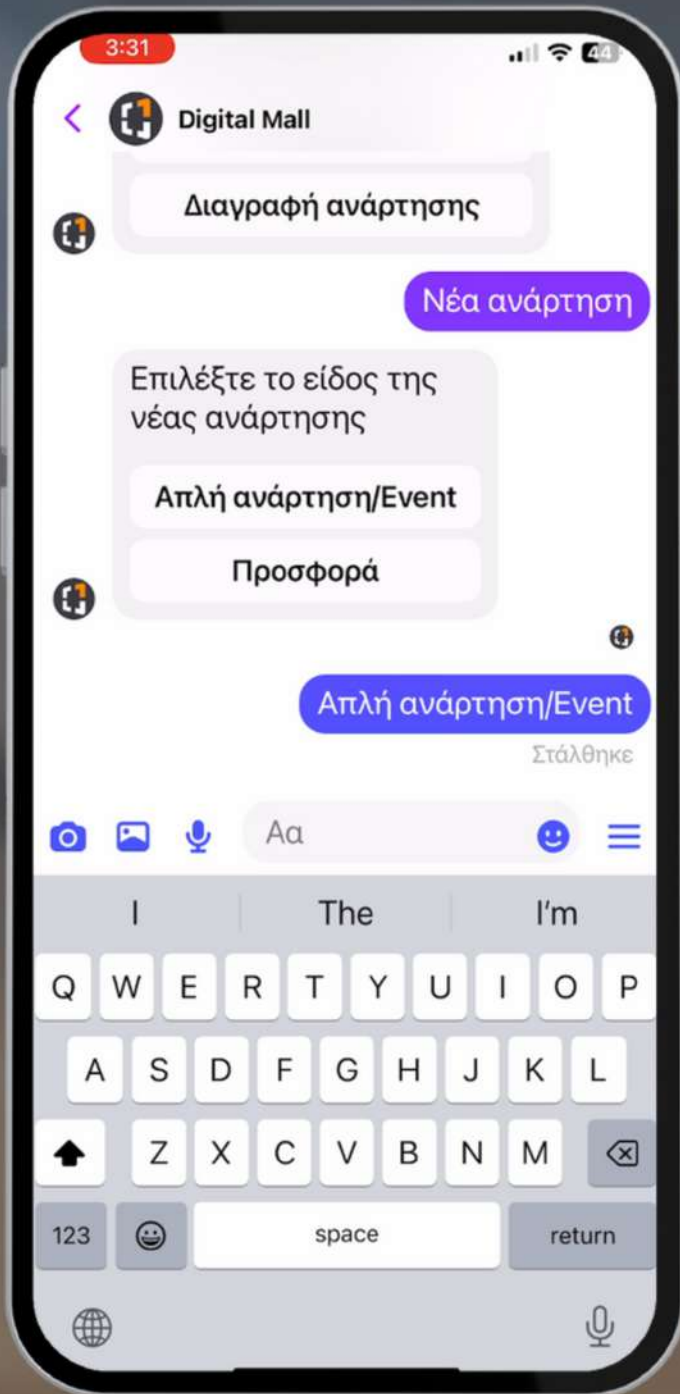 3:31
44
Digital Mall
Διαγραφή ανάρτησης
Νέα ανάρτηση
Επιλέξτε το είδος της
νέας ανάρτησης
Απλή ανάρτηση/Event
Προσφορά
Απλή ανάρτηση/Event
Στάλθηκε
Αα
I The I'm
Q W E R T Y U I O P
A S D F G H J K L
Z X C V B N M
123 space return